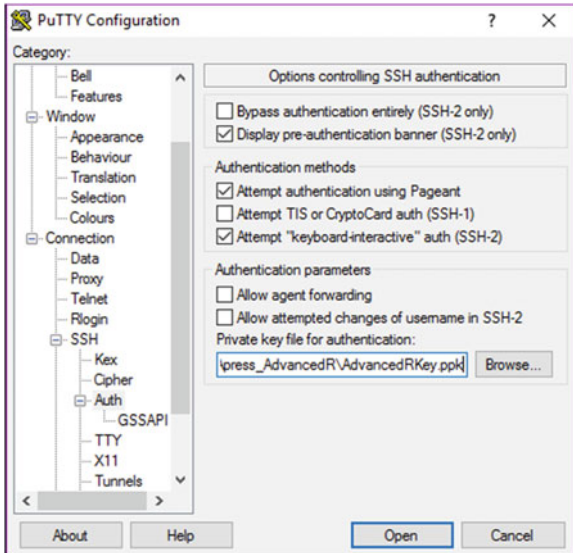 PuTTY Configuration
?
Category:
Bell
Features
Window
Appearance
Behaviour
Translation
Selection
Colours
Connection
Data
Proxy
Telnet
Rlogin
SSH
Kex
Cipher
Auth
GSSAPI
TTY
X11
Tunnels
Options controlling SSH authentication
Bypass authentication entirely (SSH-2 only)
Display pre-authentication banner (SSH-2 only)
Authentication methods
Attempt authentication using Pageant
Attempt TIS or CryptoCard auth (SSH-1)
Attempt "keyboard-interactive" auth (SSH-2)
Authentication parameters
Allow agent forwarding
Allow attempted changes of username in SSH-2
Private key file for authentication:
\press_AdvancedR\AdvancedRKey.ppk
Browse...
About
Help
Open
Cancel